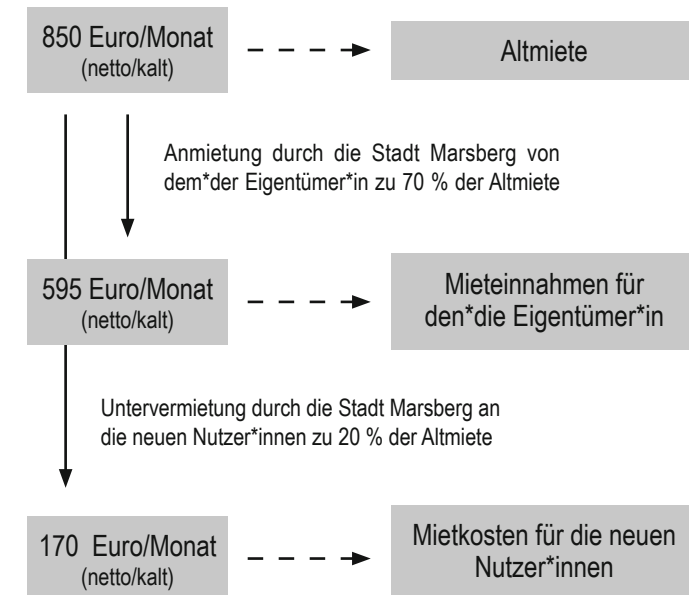 850 Euro/Monat
(netto/kalt)
Altmiete
Anmietung durch die Stadt Marsberg von
dem*der Eigentümer*in zu 70 % der Altmiete
595 Euro/Monat
(netto/kalt)
Mieteinnahmen für
den*die Eigentümer*in
Untervermietung durch die Stadt Marsberg an
die neuen Nutzer*innen zu 20 % der Altmiete
170 Euro/Monat
(netto/kalt)
Mietkosten für die neuen
Nutzer*innen